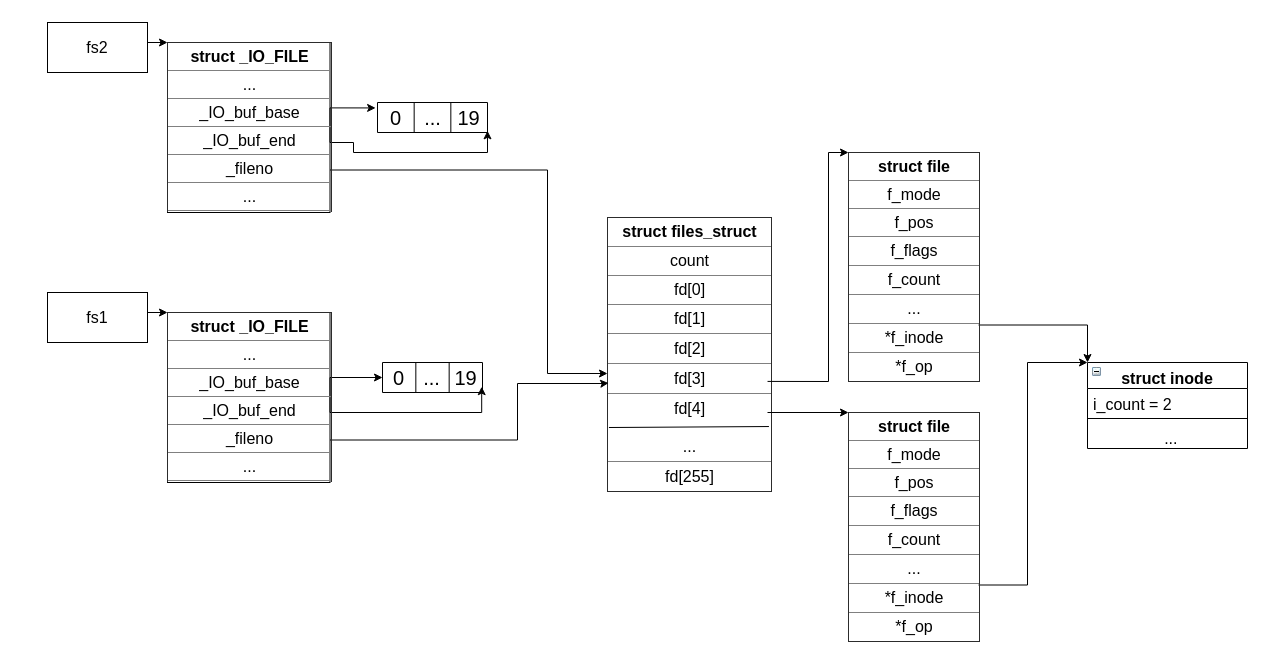 fs2
struct _IO_FILE
...
_IO_buf_base
_IO_buf_end
_fileno
...
0 ... 19
fs1
struct _IO_FILE
...
_IO_buf_base
_IO_buf_end
_fileno
...
0 ... 19
struct files_struct
count
fd[0]
fd[1]
fd[2]
fd[3]
fd[4]
...
fd[255]
struct file
f_mode
f_pos
f_flags
f_count
...
*f_inode
*f_op
struct file
f_mode
f_pos
f_flags
f_count
...
*f_inode
*f_op
struct inode
i_count = 2
...